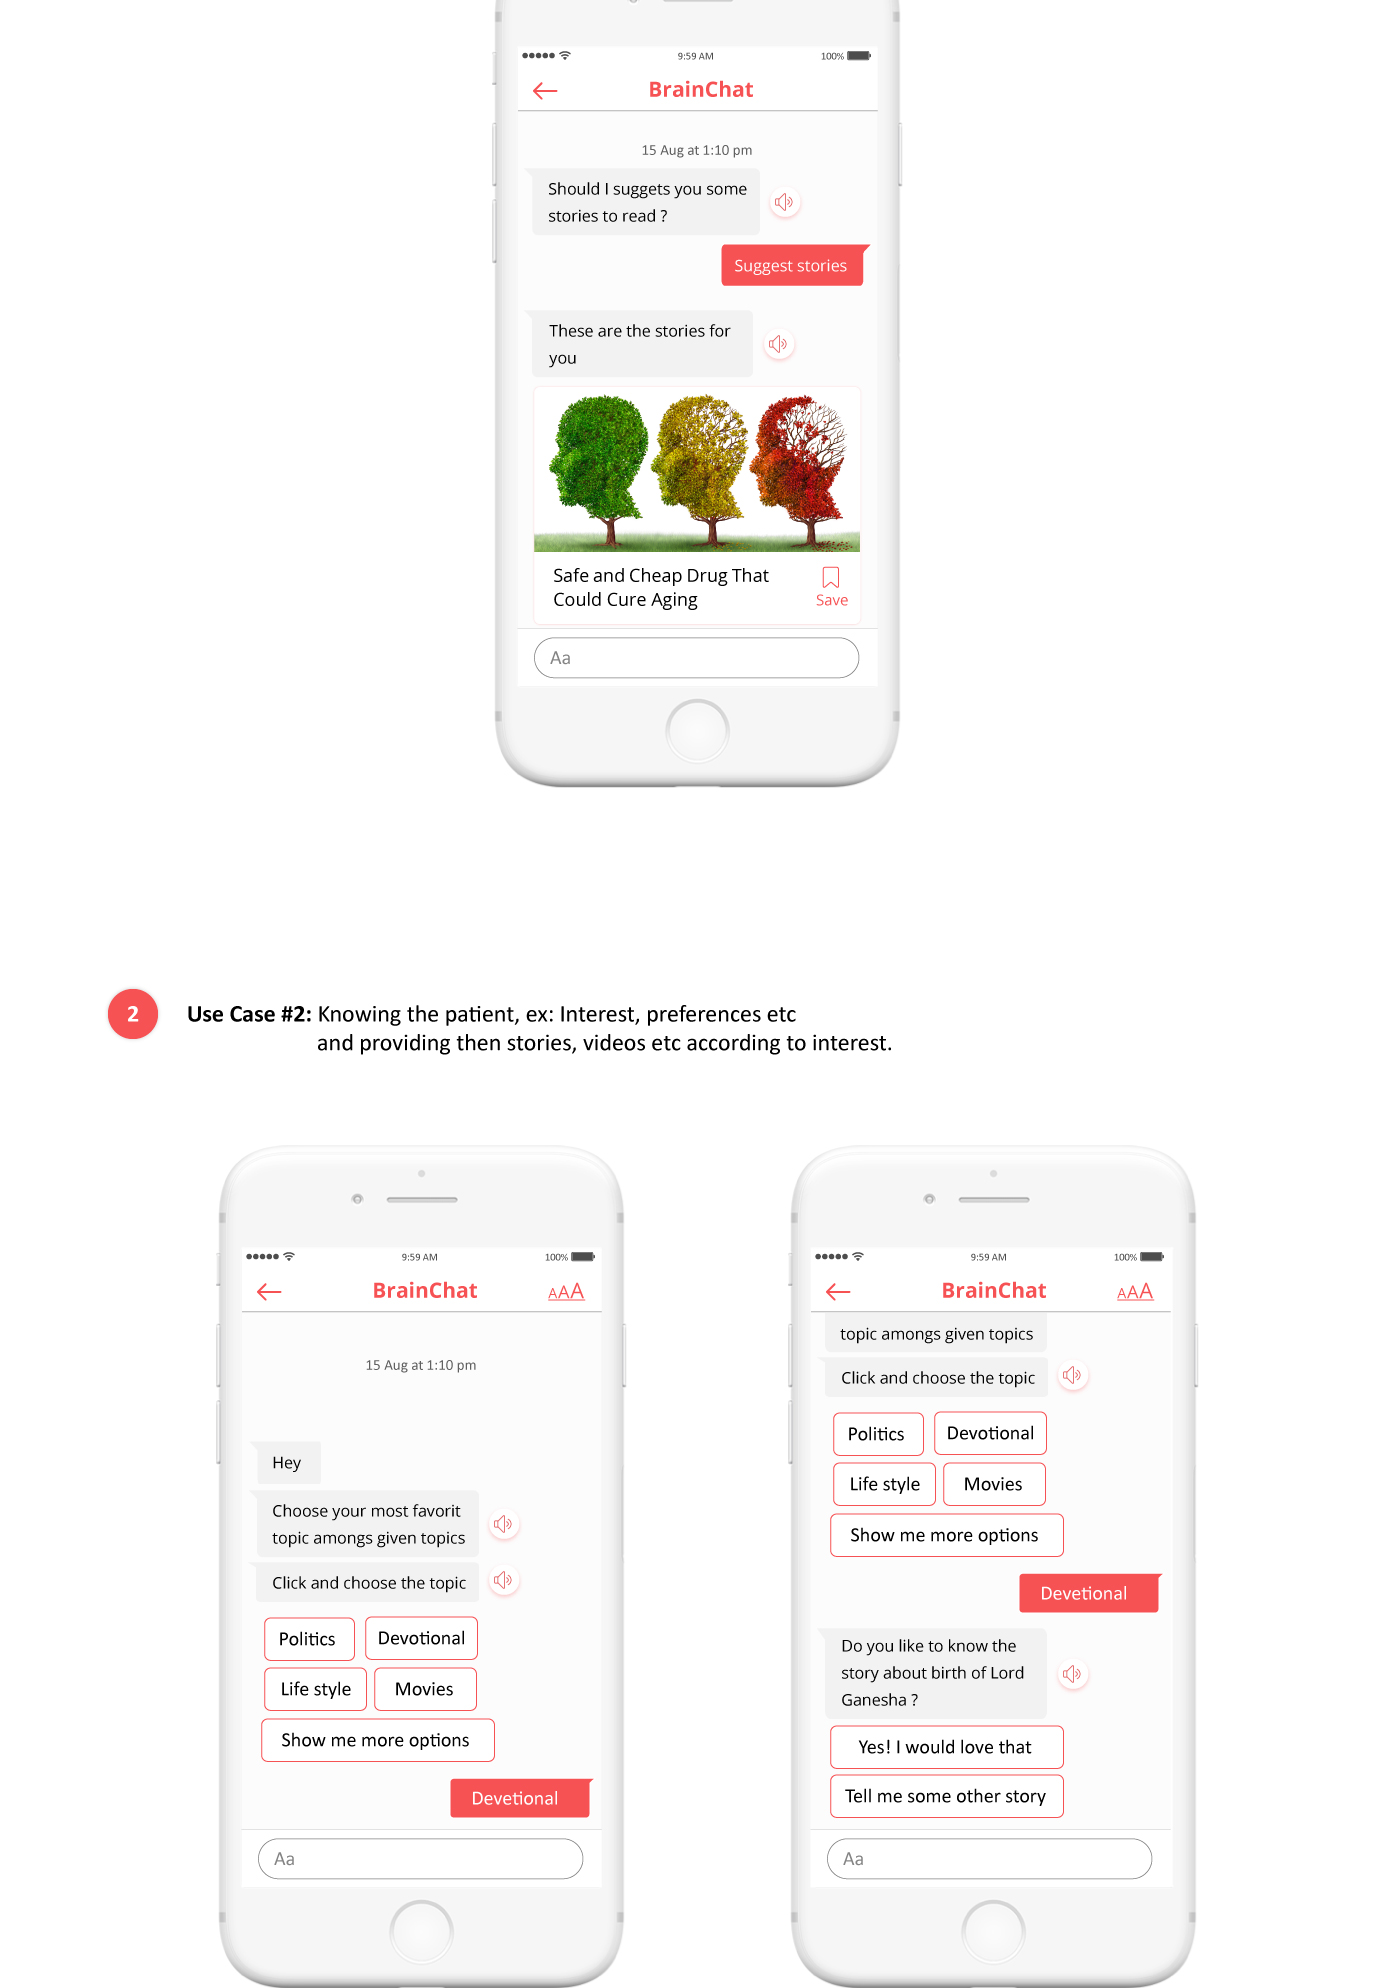 9:59 AM 100%
BrainChat
15 Aug at 1:10 pm
Should I suggets you some
stories to read ?
Suggest stories
These are the stories for
you
Safe and Cheap Drug That
Could Cure Aging
Save
Aa
2
Use Case #2: Knowing the patient, ex: Interest, preferences etc
and providing then stories, videos etc according to interest.
9:59 AM 100%
BrainChat AAA
15 Aug at 1:10 pm
Hey
Choose your most favorit
topic amongs given topics
Click and choose the topic
Politics Devotional
Life style Movies
Show me more options
Devetional
Aa
9:59 AM 100%
BrainChat AAA
topic amongs given topics
Click and choose the topic
Politics Devotional
Life style Movies
Show me more options
Devetional
Do you like to know the
story about birth of Lord
Ganesha ?
Yes! I would love that
Tell me some other story
Aa